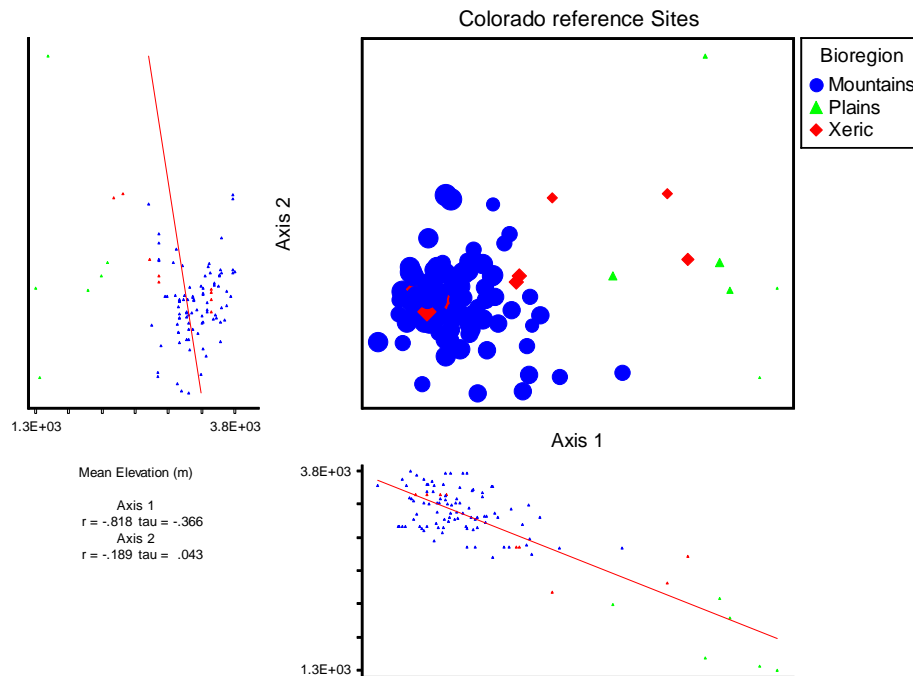 Colorado reference Sites
Bioregion
Mountains
Plains
Xeric
Axis 2
1.3E+03
3.8E+03
Axis 1
Mean Elevation (m)
Axis 1
r = -.818 tau = -.366
Axis 2
r = -.189 tau = .043
3.8E+03
1.3E+03